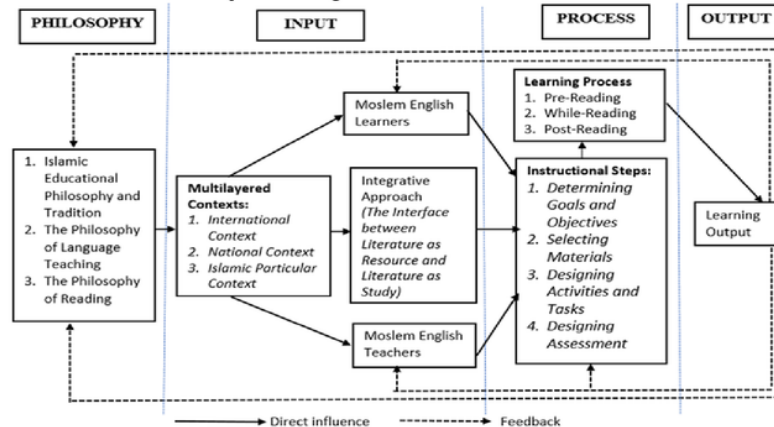 PHILOSOPHY
INPUT
PROCESS
OUTPUT
1. Islamic
Educational
Philosophy and
Tradition
2. The Philosophy
of Language
Teaching
3. The Philosophy
of Reading
Multilayered
Contexts:
1. International
Context
2. National Context
3. Islamic Particular
Context
Moslem English
Learners
Integrative
Approach
(The Interface
between
Literature as
Resource and
Literature as
Study)
Moslem English
Teachers
Learning Process
1. Pre-Reading
2. While-Reading
3. Post-Reading
Instructional Steps:
1. Determining
Goals and
Objectives
2. Selecting
Materials
3. Designing
Activities and
Tasks
4. Designing
Assessment
Learning
Output
Direct influence
Feedback